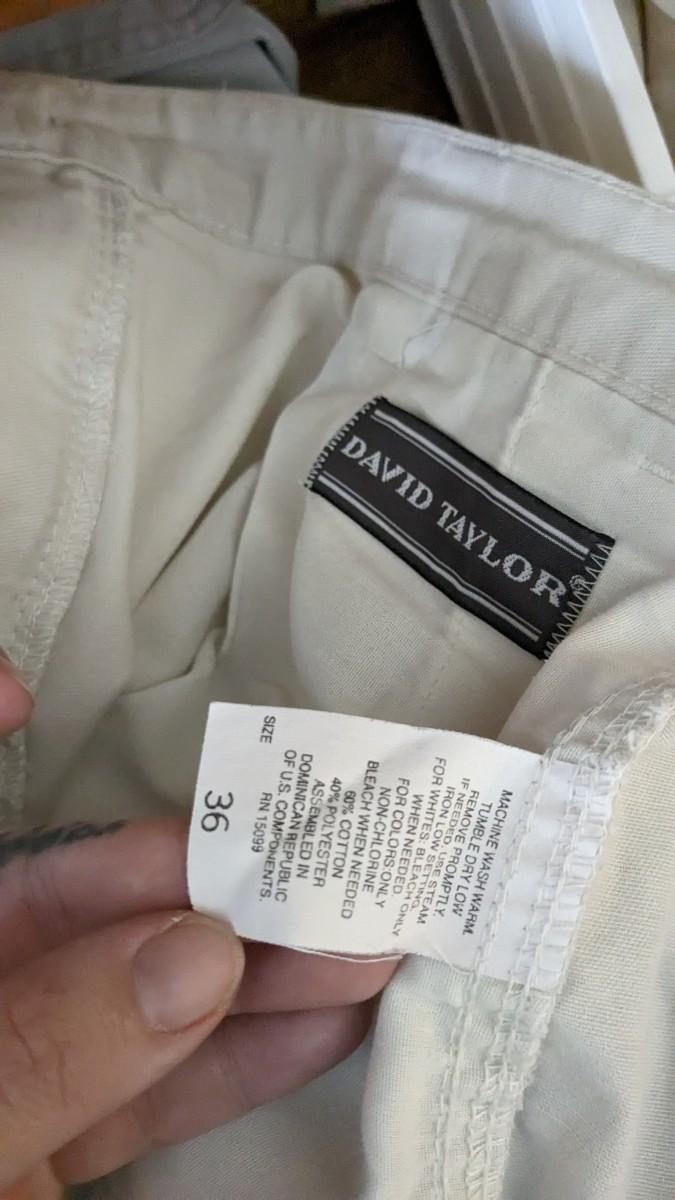 DAVID TAYLOR®
MACHINE WASH WARM.
TUMBLE DRY LOW
REMOVE PROMPTLY.
IF NEEDED USE STEAM
IRON LOW SETTING.
FOR WHITES: BLEACH
WHEN NEEDED ONLY
FOR COLORS: ONLY
NON-CHLORINE
BLEACH WHEN NEEDED
60% COTTON
40% POLYESTER
ASSEMBLED IN
DOMINICAN REPUBLIC
OF U.S. COMPONENTS.
RN 15099
SIZE
36